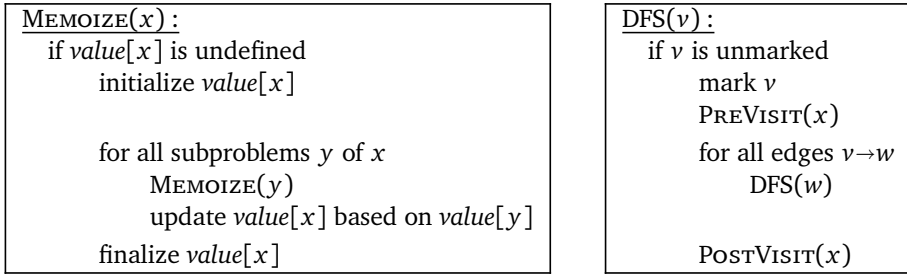 MEMOIZE(x) :
if value[x] is undefined
initialize value[x]
for all subproblems y of x
MEMOIZE(y)
update value[x] based on value[y]
finalize value[x]
DFS(v) :
if v is unmarked
mark v
PREVISIT(x)
for all edges v→w
DFS(w)
POSTVISIT(x)